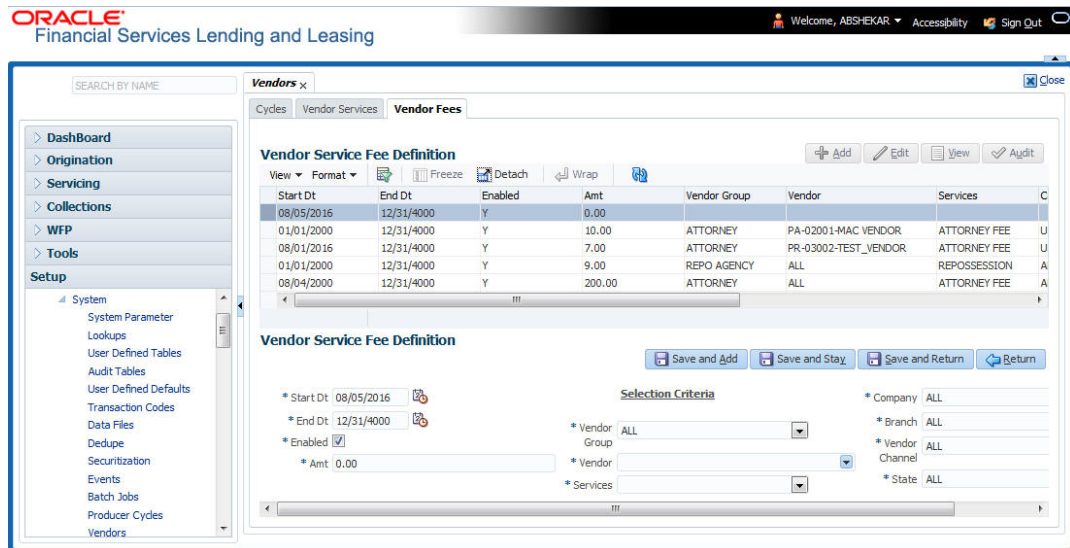 ORACLE
Financial Services Lending and Leasing
Welcome, ABSHEKAR Accessibility Sign Out
SEARCH BY NAME
Vendors x
Close
Cycles Vendor Services Vendor Fees
DashBoard
Origination
Servicing
Collections
WFP
Tools
Setup
System
System Parameter
Lookups
User Defined Tables
Audit Tables
User Defined Defaults
Transaction Codes
Data Files
Dedupe
Securitization
Events
Batch Jobs
Producer Cycles
Vendors
Vendor Service Fee Definition
Add Edit View Audit
View Format Freeze Detach Wrap
Start Dt End Dt Enabled Amt Vendor Group Vendor Services C
08/05/2016 12/31/4000 Y 0.00
01/01/2000 12/31/4000 Y 10.00 ATTORNEY PA-02001-MAC VENDOR ATTORNEY FEE U
08/01/2016 12/31/4000 Y 7.00 ATTORNEY PR-03002-TEST_VENDOR ATTORNEY FEE U
01/01/2000 12/31/4000 Y 9.00 REPO AGENCY ALL REPOSSESSION A
08/04/2000 12/31/4000 Y 200.00 ATTORNEY ALL ATTORNEY FEE A
Vendor Service Fee Definition
Save and Add Save and Stay Save and Return Return
* Start Dt 08/05/2016
* End Dt 12/31/4000
* Enabled
* Amt 0.00
Selection Criteria
* Vendor Group ALL
* Vendor
* Services
* Company ALL
* Branch ALL
* Vendor Channel ALL
* State ALL